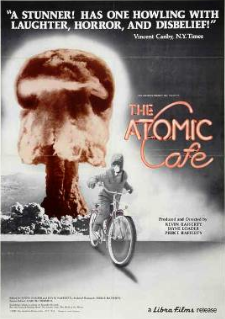 "A STUNNER! HAS ONE HOWLING WITH
LAUGHTER, HORROR, AND DISBELIEF!"
Vincent Canby, N.Y. Times
THE
ATOMIC
Cafe
Produced and Directed by
KEVIN RAFFERTY
JAYNE LOADER
PIERCE RAFFERTY
a Libra Films release